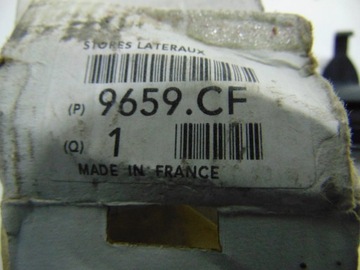 STORES LATERAUX
(P) 9659.CF
(Q) 1
MADE IN FRANCE